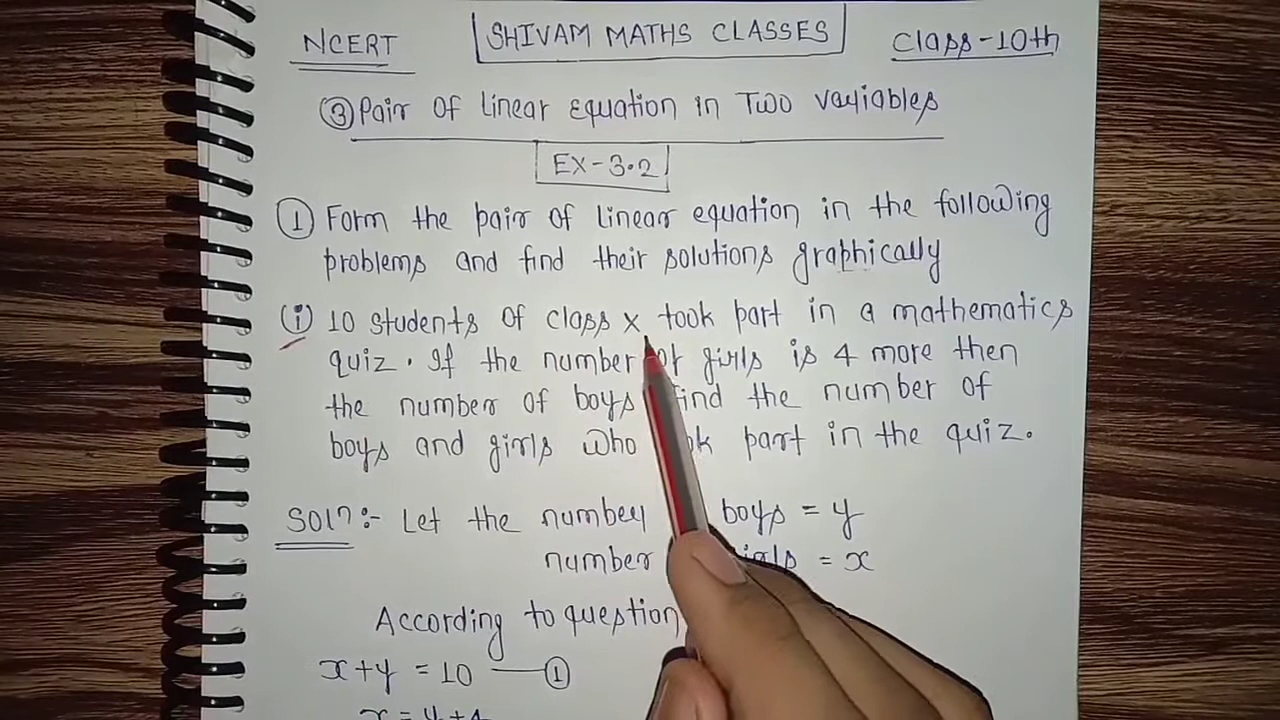 NCERT
SHIVAM MATHS CLASSES
Class-10th
③ Pair of linear Equation in Two variables
EX-3.2
① Form the pair of linear equation in the following
problems and find their solutions graphically
(i) 10 students of class X took part in a mathematics
quiz. If the number of girls is 4 more then
the number of boys find the number of
boys and girls who took part in the quiz.
Solⁿ:- Let the number boys = y
number girls = x
According to question
x+y = 10 —①
x = y+4